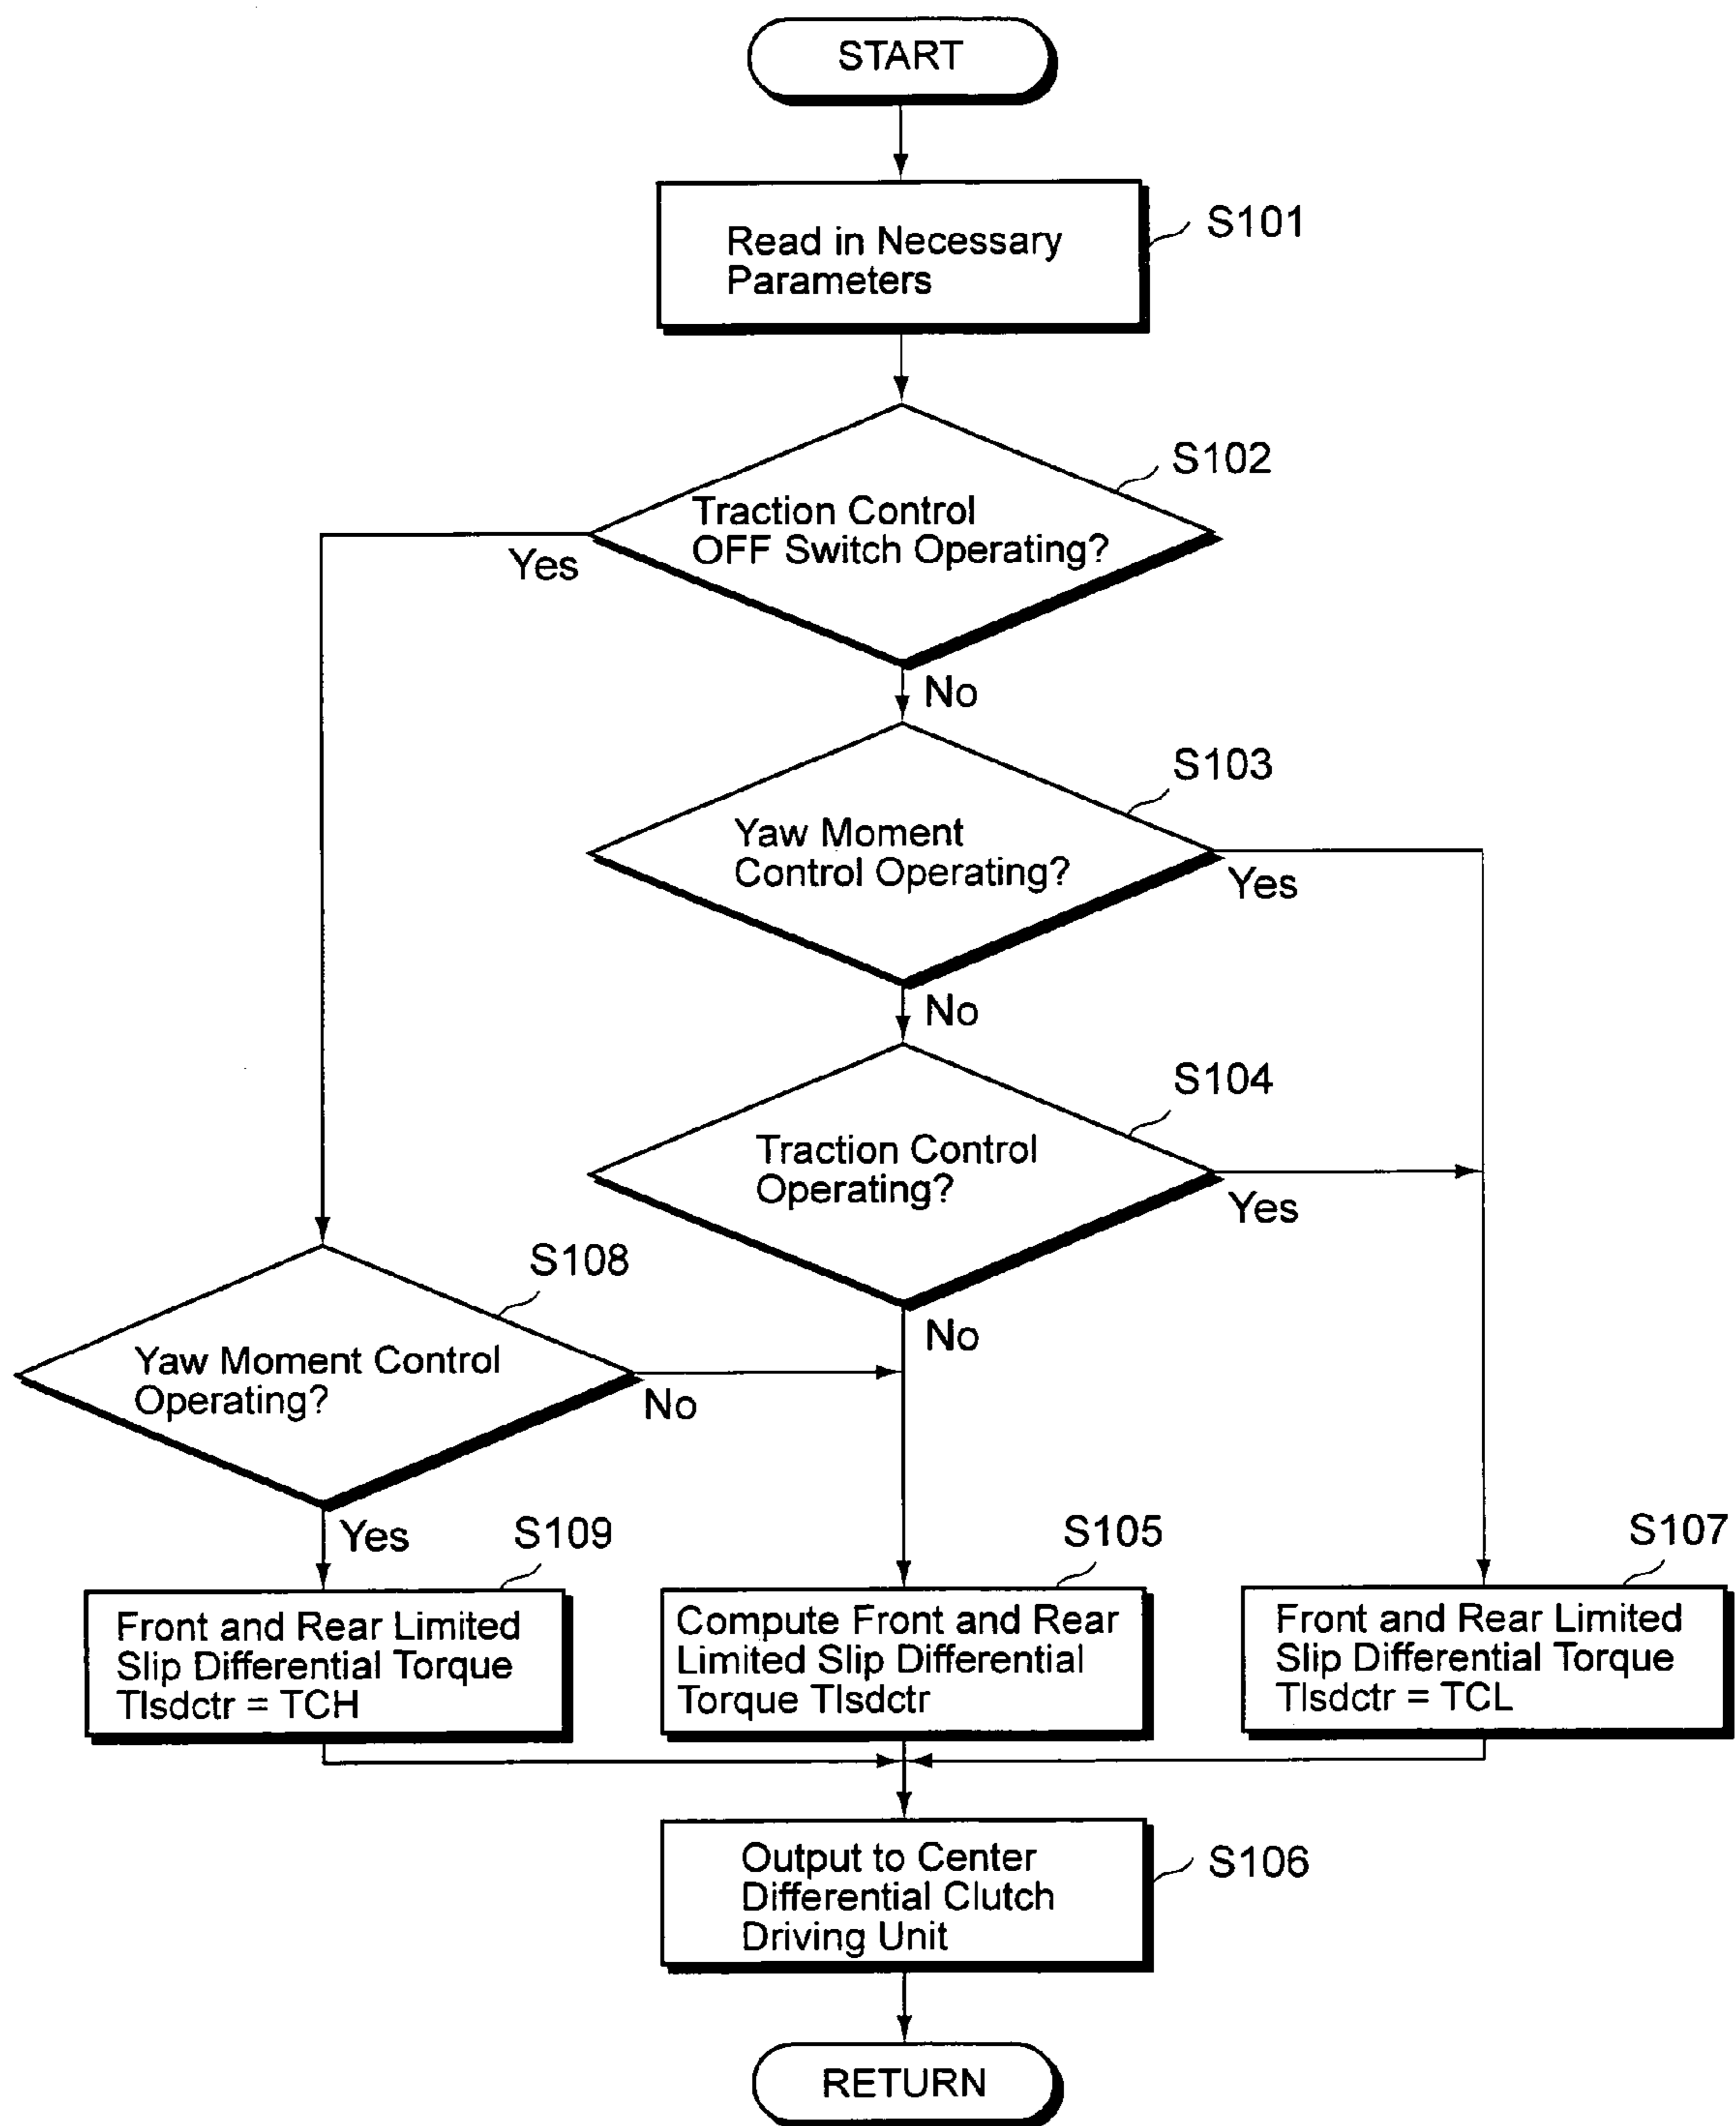 START
Read in Necessary
Parameters
S101
Traction Control
OFF Switch Operating?
S102
Yes
No
Yaw Moment
Control Operating?
S103
Yes
No
Traction Control
Operating?
S104
Yes
No
Yaw Moment Control
Operating?
S108
No
Yes
Front and Rear Limited
Slip Differential Torque
Tlsdctr = TCH
S109
Compute Front and Rear
Limited Slip Differential
Torque Tlsdctr
S105
Front and Rear Limited
Slip Differential Torque
Tlsdctr = TCL
S107
Output to Center
Differential Clutch
Driving Unit
S106
RETURN